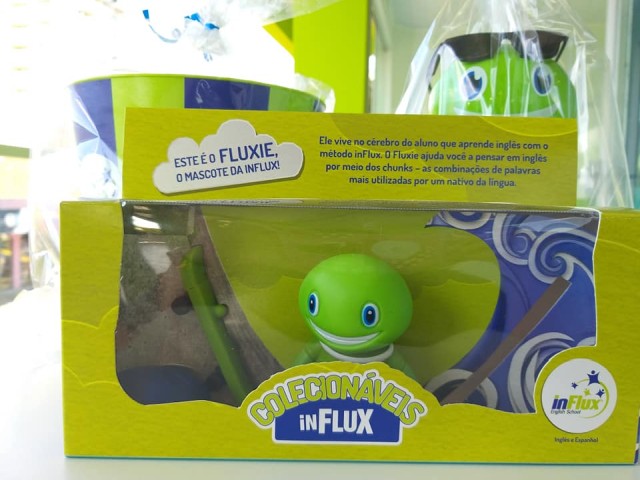 ESTE É O FLUXIE,
O MASCOTE DA INFLUX!
Ele vive no cérebro do aluno que aprende inglês com o
método inFlux. O Fluxie ajuda você a pensar em inglês
por meio dos chunks – as combinações de palavras
mais utilizadas por um nativo da língua.
COLECIONÁVEIS
inFLUX
inFlux
English School
Inglês e Espanhol